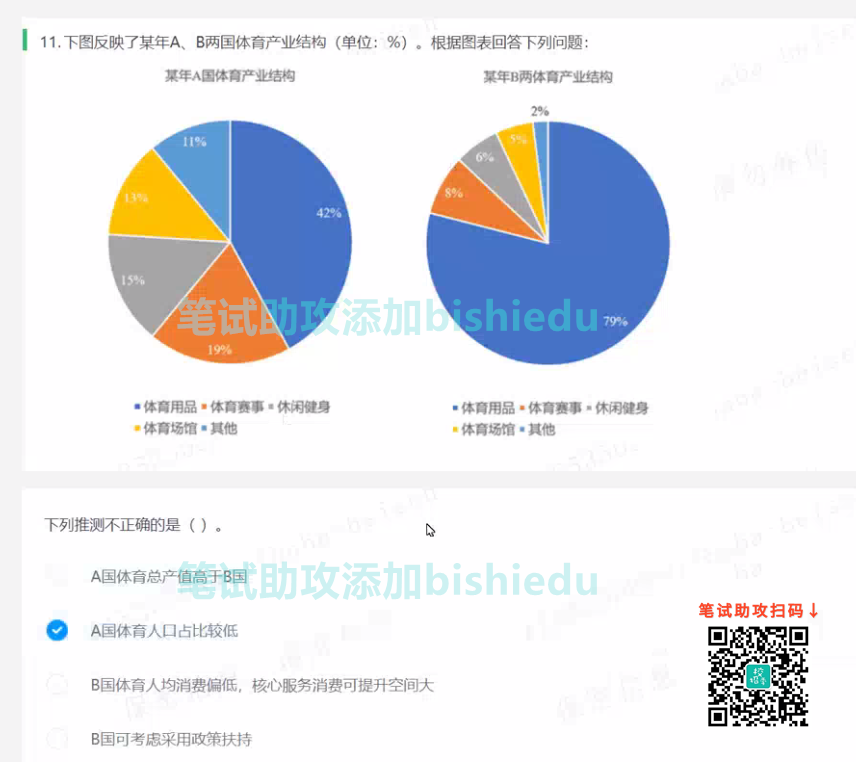 11. 下图反映了某年A、B两国体育产业结构（单位：%）。根据图表回答下列问题：
某年A国体育产业结构
某年B两体育产业结构
11%
42%
13%
15%
19%
2%
5%
6%
8%
79%
笔试助攻添加bishiedu
体育用品 体育赛事 休闲健身
体育场馆 其他
体育用品 体育赛事 休闲健身
体育场馆 其他
下列推测不正确的是（ ）。
A国体育总产值高于B国
笔试助攻添加bishiedu
A国体育人口占比较低
B国体育人均消费偏低，核心服务消费可提升空间大
B国可考虑采用政策扶持
笔试助攻扫码↓